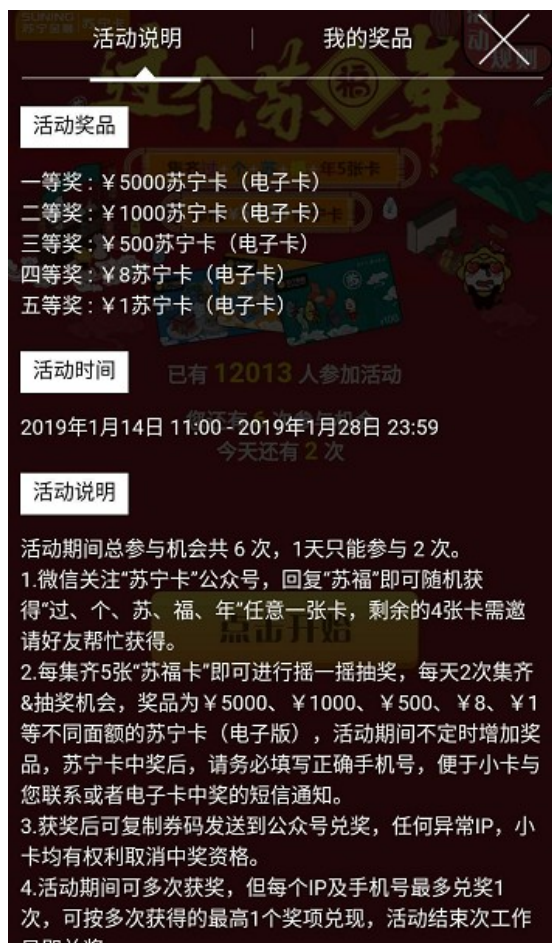 活动说明 | 我的奖品
活动奖品
一等奖：￥5000苏宁卡（电子卡）
二等奖：￥1000苏宁卡（电子卡）
三等奖：￥500苏宁卡（电子卡）
四等奖：￥8苏宁卡（电子卡）
五等奖：￥1苏宁卡（电子卡）
活动时间
已有 12013 人参加活动
2019年1月14日 11:00 - 2019年1月28日 23:59
今天还有 2 次
活动说明
活动期间总参与机会共 6 次，1天只能参与 2 次。
1.微信关注“苏宁卡”公众号，回复“苏福”即可随机获
得“过、个、苏、福、年”任意一张卡，剩余的4张卡需邀
请好友帮忙获得。
点击开始
2.每集齐5张“苏福卡”即可进行摇一摇抽奖，每天2次集齐
&抽奖机会，奖品为￥5000、￥1000、￥500、￥8、￥1
等不同面额的苏宁卡（电子版），活动期间不定时增加奖
品，苏宁卡中奖后，请务必填写正确手机号，便于小卡与
您联系或者电子卡中奖的短信通知。
3.获奖后可复制券码发送到公众号兑奖，任何异常IP，小
卡均有权利取消中奖资格。
4.活动期间可多次获奖，但每个IP及手机号最多兑奖1
次，可按多次获得的最高1个奖项兑现，活动结束次工作